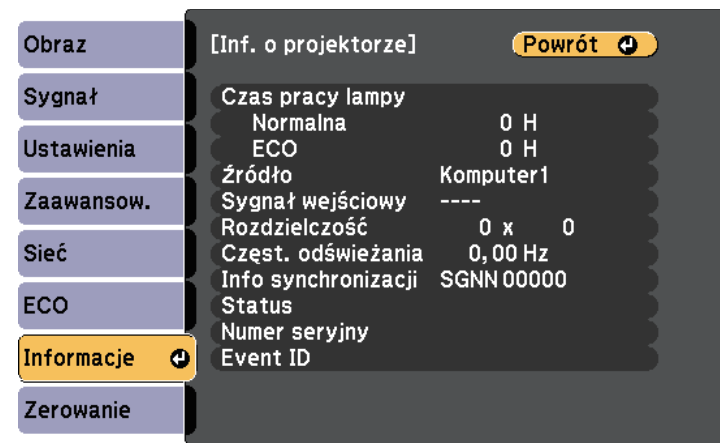 Obraz
Sygnał
Ustawienia
Zaawansow.
Sieć
ECO
Informacje
Zerowanie
[Inf. o projektorze] Powrót
Czas pracy lampy
Normalna 0 H
ECO 0 H
Źródło Komputer1
Sygnał wejściowy ----
Rozdzielczość 0 x 0
Częst. odświeżania 0,00 Hz
Info synchronizacji SGNN 00000
Status
Numer seryjny
Event ID